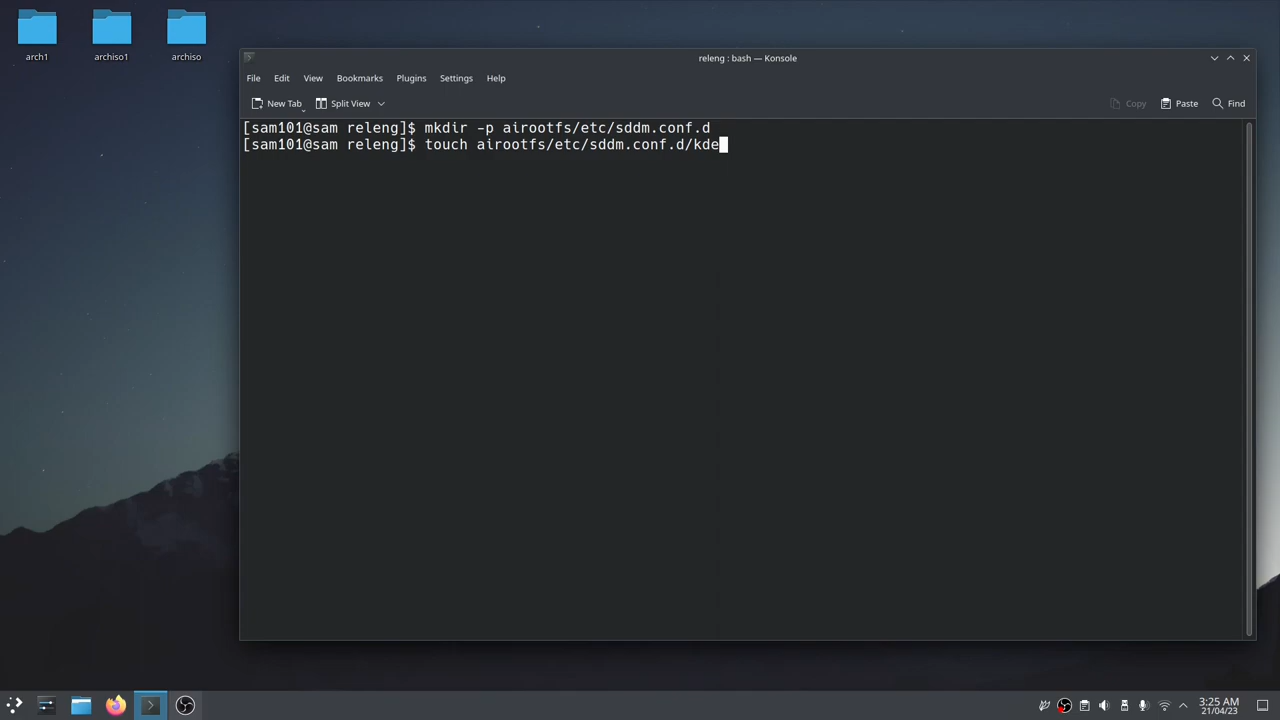 arch1
archiso1
archiso
releng : bash — Konsole
File Edit View Bookmarks Plugins Settings Help
New Tab Split View Copy Paste Find
[sam101@sam releng]$ mkdir -p airootfs/etc/sddm.conf.d
[sam101@sam releng]$ touch airootfs/etc/sddm.conf.d/kde
3:25 AM
21/04/23